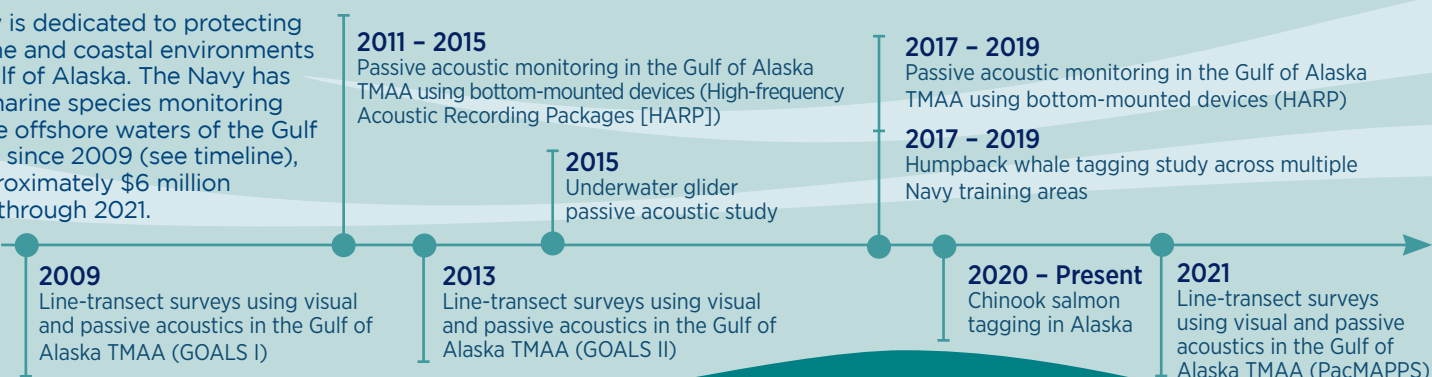 is dedicated to protecting
and coastal environments
of Alaska. The Navy has
marine species monitoring
offshore waters of the Gulf
since 2009 (see timeline),
approximately $6 million
through 2021.
2011 – 2015
Passive acoustic monitoring in the Gulf of Alaska
TMAA using bottom-mounted devices (High-frequency
Acoustic Recording Packages [HARP])
2015
Underwater glider
passive acoustic study
2017 – 2019
Passive acoustic monitoring in the Gulf of Alaska
TMAA using bottom-mounted devices (HARP)
2017 – 2019
Humpback whale tagging study across multiple
Navy training areas
2009
Line-transect surveys using visual
and passive acoustics in the Gulf of
Alaska TMAA (GOALS I)
2013
Line-transect surveys using visual
and passive acoustics in the Gulf of
Alaska TMAA (GOALS II)
2020 – Present
Chinook salmon
tagging in Alaska
2021
Line-transect surveys
using visual and passive
acoustics in the Gulf of
Alaska TMAA (PacMAPPS)